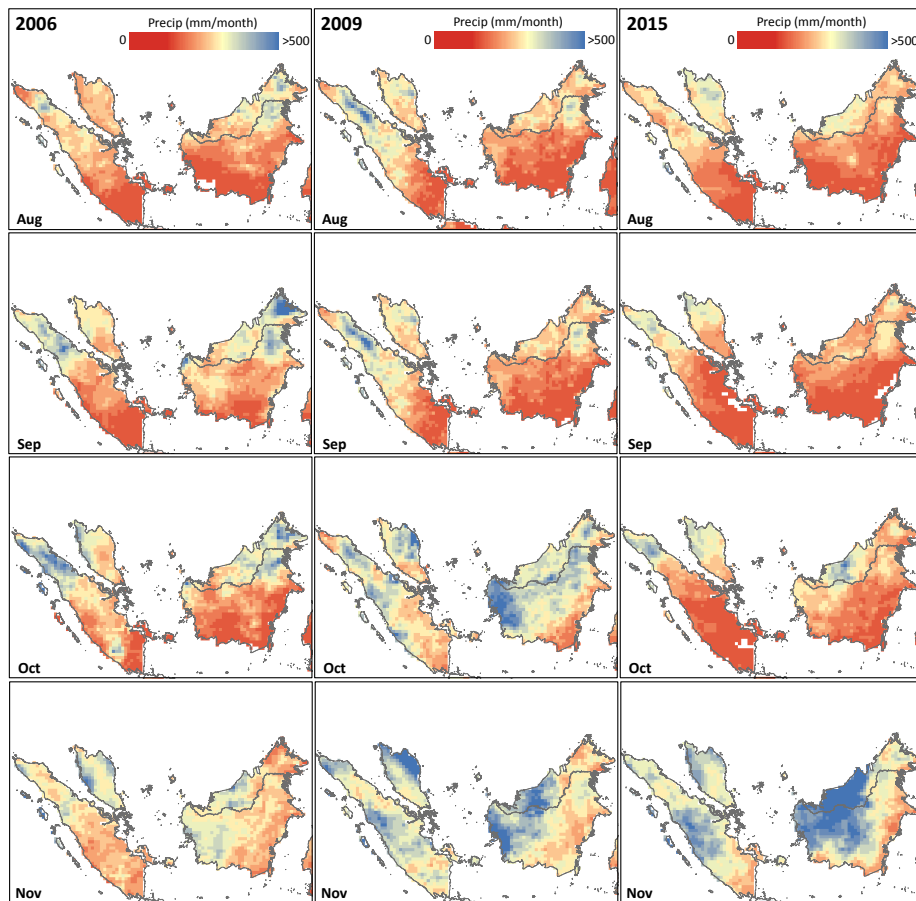 2006
Precip (mm/month)
0
>500
Aug
2009
Precip (mm/month)
0
>500
Aug
2015
Precip (mm/month)
0
>500
Aug
Sep
Sep
Sep
Oct
Oct
Oct
Nov
Nov
Nov